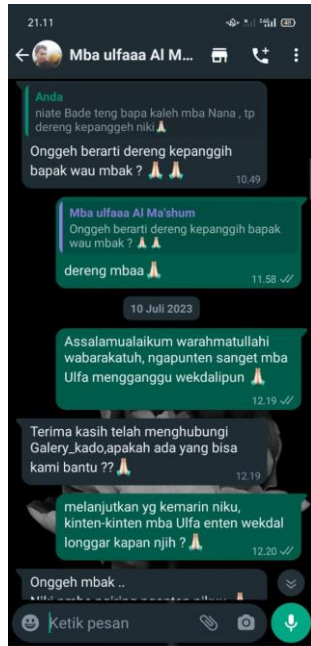 21.11
Mba ulfaaa Al M...
Anda
niate Bade teng bapa kaleh mba Nana , tp
dereng kepanggeh niki🙏🏻
Onggeh berarti dereng kepanggih
bapak wau mbak ? 🙏🏻 🙏🏻
10.49
Mba ulfaaa Al Ma'shum
Onggeh berarti dereng kepanggih bapak
wau mbak ? 🙏🏻 🙏🏻
dereng mbaa🙏🏻
11.58
10 Juli 2023
Assalamualaikum warahmatullahi
wabarakatuh, ngapunten sanget mba
Ulfa mengganggu wekdalipun 🙏🏻
12.19
Terima kasih telah menghubungi
Galery_kado,apakah ada yang bisa
kami bantu ??🙏🏻
12.19
melanjutkan yg kemarin niku,
kinten-kinten mba Ulfa enten wekdal
longgar kapan njih ?🙏🏻
12.20
Onggeh mbak ..
Ketik pesan